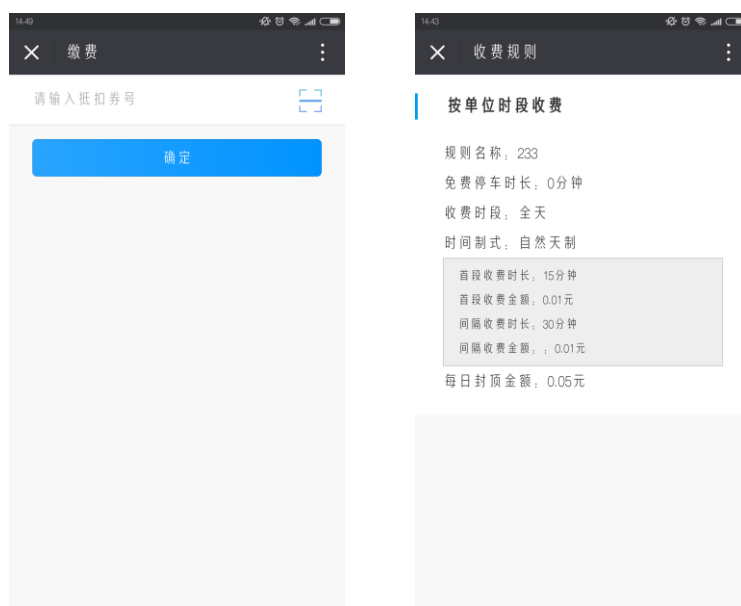 14:49
缴费
请输入抵扣券号
确定
14:43
收费规则
按单位时段收费
规则名称：233
免费停车时长：0分钟
收费时段：全天
时间制式：自然天制
首段收费时长：15分钟
首段收费金额：0.01元
间隔收费时长：30分钟
间隔收费金额：：0.01元
每日封顶金额：0.05元